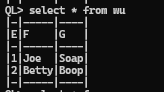 QL> select * from wu
|-|-----|----|
|E|F    |G   |
|-|-----|----|
|1|Joe  |Soap|
|2|Betty|Boop|
|-|-----|----|